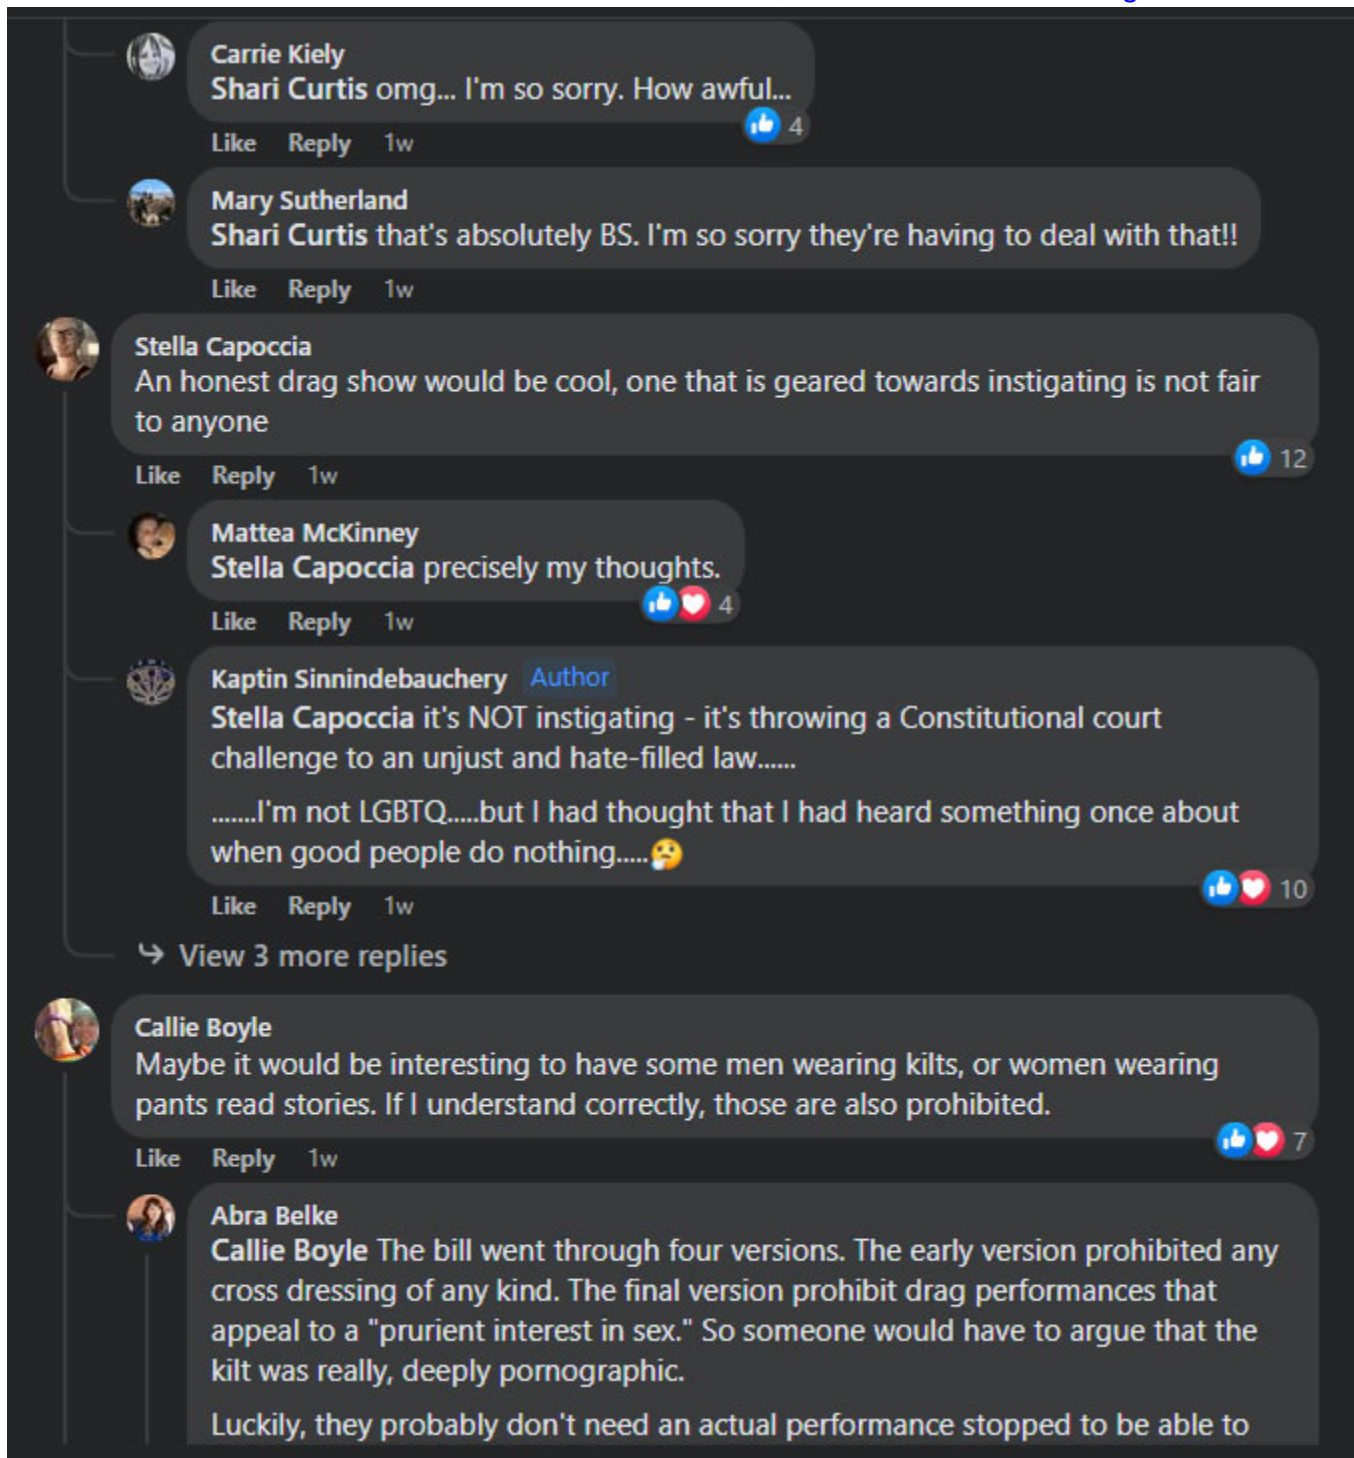 Carrie Kiely
Shari Curtis omg... I'm so sorry. How awful...
4
Like Reply 1w
Mary Sutherland
Shari Curtis that's absolutely BS. I'm so sorry they're having to deal with that!!
Like Reply 1w
Stella Capoccia
An honest drag show would be cool, one that is geared towards instigating is not fair
to anyone
12
Like Reply 1w
Mattea McKinney
Stella Capoccia precisely my thoughts.
4
Like Reply 1w
Kaptin Sinnindebauchery Author
Stella Capoccia it's NOT instigating - it's throwing a Constitutional court
challenge to an unjust and hate-filled law......
.......I'm not LGBTQ.....but I had thought that I had heard something once about
when good people do nothing.....🤔
10
Like Reply 1w
View 3 more replies
Callie Boyle
Maybe it would be interesting to have some men wearing kilts, or women wearing
pants read stories. If I understand correctly, those are also prohibited.
7
Like Reply 1w
Abra Belke
Callie Boyle The bill went through four versions. The early version prohibited any
cross dressing of any kind. The final version prohibit drag performances that
appeal to a "prurient interest in sex." So someone would have to argue that the
kilt was really, deeply pornographic.
Luckily, they probably don't need an actual performance stopped to be able to